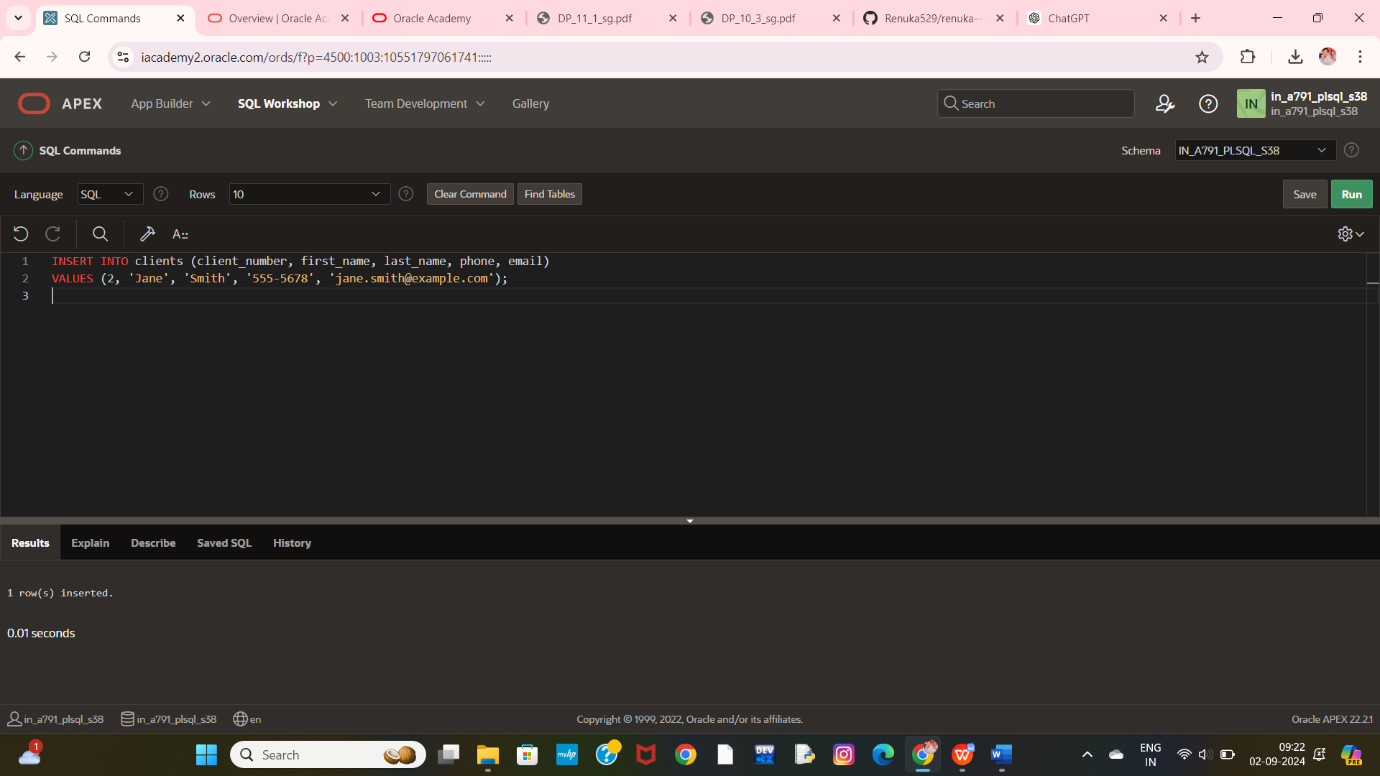 SQL Commands
Overview | Oracle Aca
Oracle Academy
DP_11_1_sg.pdf
DP_10_3_sg.pdf
Renuka529/renuka--
ChatGPT
iacademy2.oracle.com/ords/f?p=4500:1003:10551797061741:::::
APEX
App Builder
SQL Workshop
Team Development
Gallery
Search
IN
in_a791_plsql_s38
in_a791_plsql_s38
SQL Commands
Schema
IN_A791_PLSQL_S38
Language
SQL
Rows
10
Clear Command
Find Tables
Save
Run
A::
1 INSERT INTO clients (client_number, first_name, last_name, phone, email)
2 VALUES (2, 'Jane', 'Smith', '555-5678', 'jane.smith@example.com');
3
Results
Explain
Describe
Saved SQL
History
1 row(s) inserted.
0.01 seconds
in_a791_plsql_s38
in_a791_plsql_s38
en
Copyright © 1999, 2022, Oracle and/or its affiliates.
Oracle APEX 22.2.1
1
Search
myhp
DEV
W
ENG
IN
09:22
02-09-2024
PRE